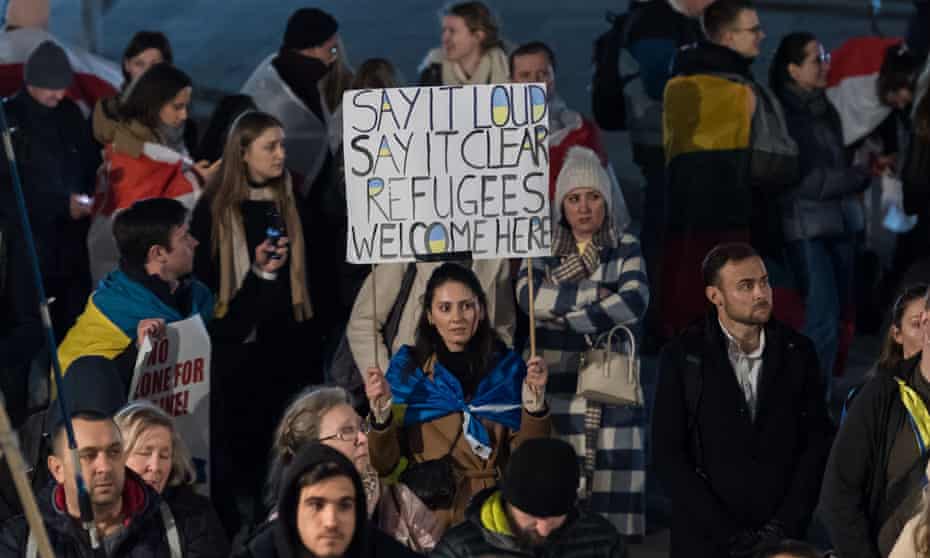 SAY IT LOUD
SAY IT CLEAR
REFUGEES
WELCOME HERE
NO
FOR